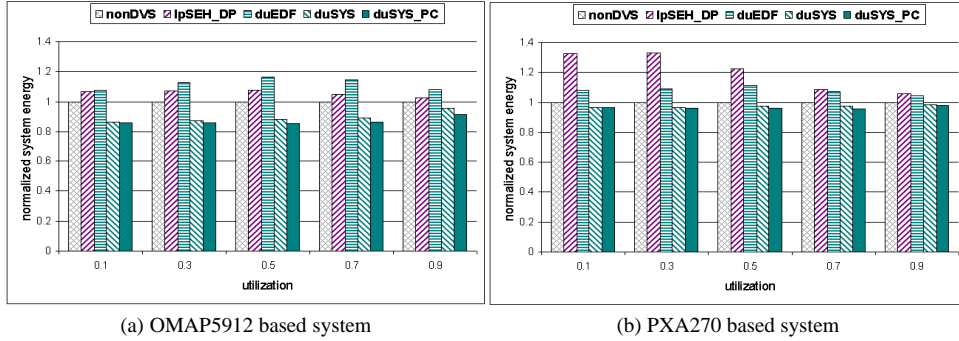 nonDVS lpSEH_DP duEDF duSYS duSYS_PC
1.4
1.2
1
0.8
0.6
0.4
0.2
0
normalized system energy
0.1 0.3 0.5 0.7 0.9
utilization
(a) OMAP5912 based system
nonDVS lpSEH_DP duEDF duSYS duSYS_PC
1.4
1.2
1
0.8
0.6
0.4
0.2
0
normalized system energy
0.1 0.3 0.5 0.7 0.9
utilization
(b) PXA270 based system